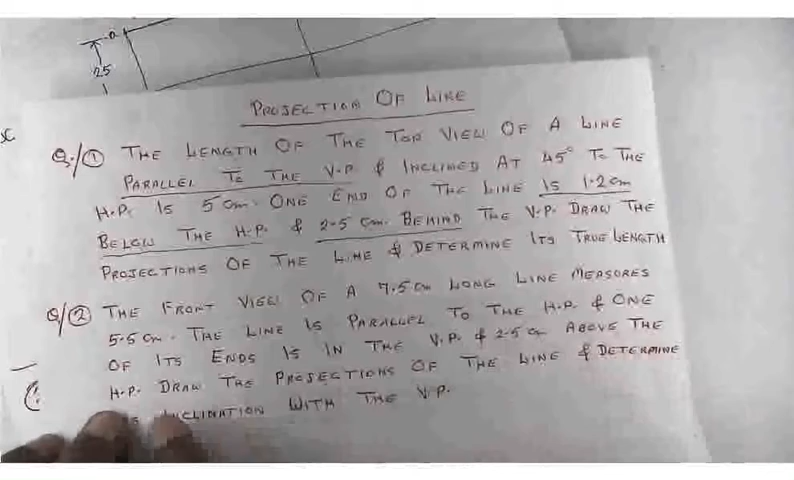 25
PROJECTION OF LINE
Q/① THE LENGTH OF THE TOP VIEW OF A LINE
PARALLEL TO THE V.P & INCLINED AT 45° TO THE
H.P. IS 5 cm. ONE END OF THE LINE IS 1.2 cm
BELOW THE H.P. & 2.5 cm. BEHIND THE V.P. DRAW THE
PROJECTIONS OF THE LINE & DETERMINE ITS TRUE LENGTH
Q/② THE FRONT VIEW OF A 7.5 cm LONG LINE MEASURES
5.5 cm. THE LINE IS PARALLEL TO THE H.P. & ONE
OF ITS ENDS IS IN THE V.P. & 2.5 cm ABOVE THE
H.P. DRAW THE PROJECTIONS OF THE LINE & DETERMINE
INCLINATION WITH THE V.P.